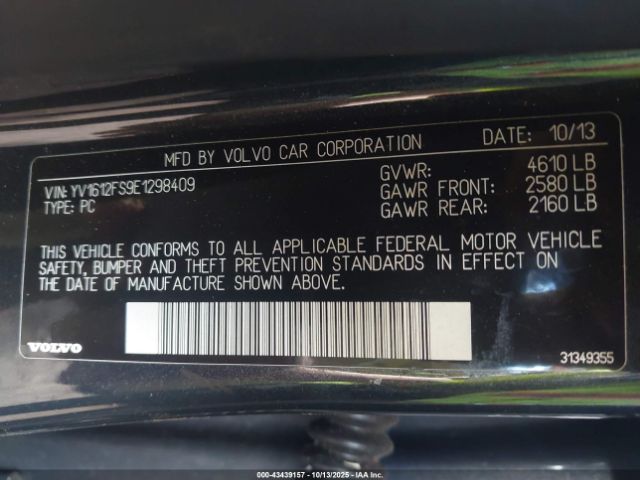 MFD BY VOLVO CAR CORPORATION
DATE: 10/13
VIN: YV1612FS9E1298409
TYPE: PC
GVWR: 4610 LB
GAWR FRONT: 2580 LB
GAWR REAR: 2160 LB
THIS VEHICLE CONFORMS TO ALL APPLICABLE FEDERAL MOTOR VEHICLE
SAFETY, BUMPER AND THEFT PREVENTION STANDARDS IN EFFECT ON
THE DATE OF MANUFACTURE SHOWN ABOVE.
VOLVO
31349355
000-43439157 - 10/13/2025 - IAA Inc.